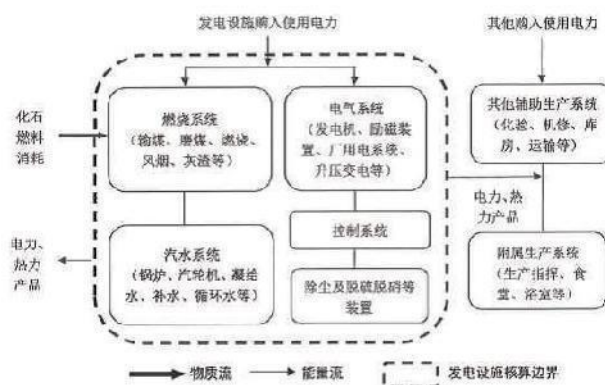 发电设施购入使用电力
其他购入使用电力
化石
燃料
消耗
燃烧系统
(输煤、磨煤、燃烧、
风烟、灰渣等)
电气系统
(发电机、励磁装
置、厂用电系统、
升压变电等)
其他辅助生产系统
(化验、机修、库
房、运输等)
电力、热
力产品
控制系统
电力、
热力
产品
汽水系统
(锅炉、汽轮机、凝给
水、补水、循环水等)
除尘及脱硫脱硝等
装置
附属生产系统
(生产指挥、食
堂、浴室等)
物质流
能量流
发电设施核算边界